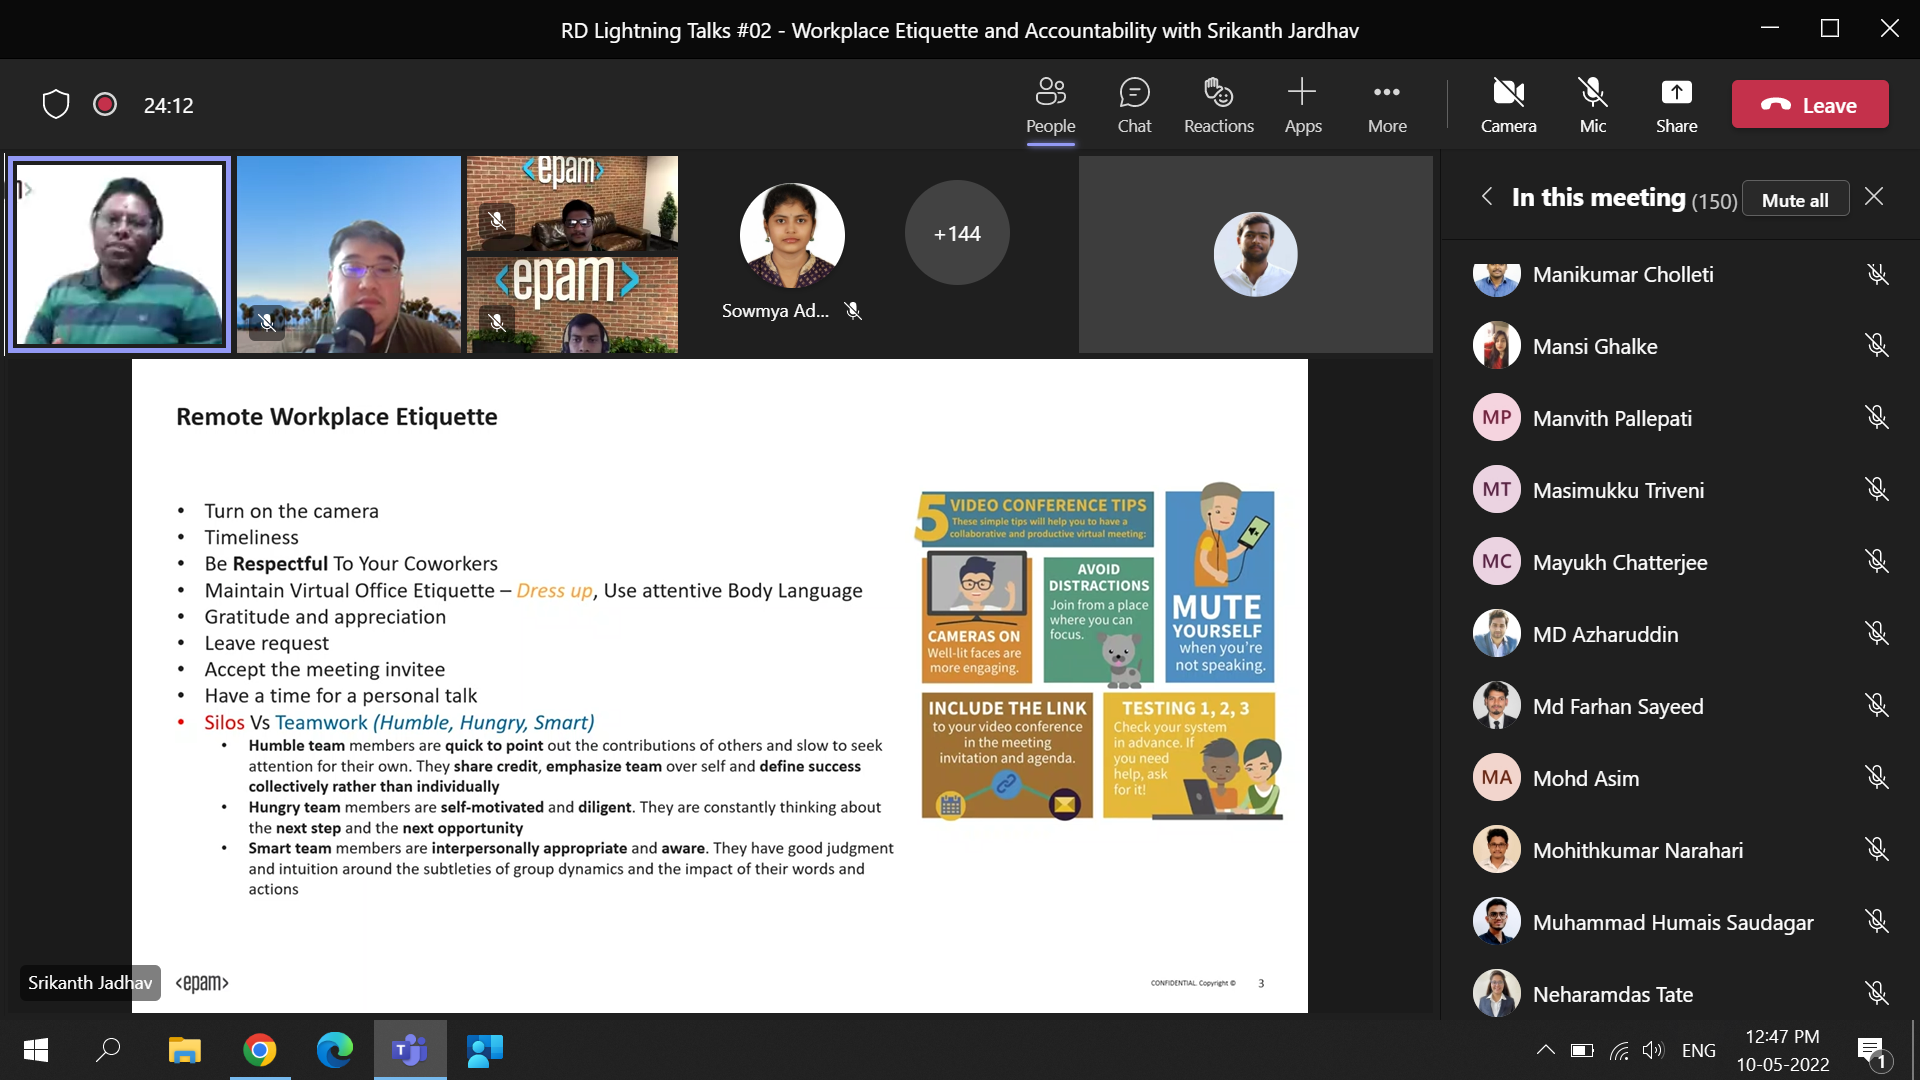 RD Lightning Talks #02 - Workplace Etiquette and Accountability with Srikanth Jardhav
24:12
People
Chat
Reactions
Apps
More
Camera
Mic
Share
Leave
<epam>
<epam>
Sowmya Ad...
+144
In this meeting (150)
Mute all
Manikumar Cholleti
Mansi Ghalke
MP Manvith Pallepati
MT Masimukku Triveni
MC Mayukh Chatterjee
MD Azharuddin
Md Farhan Sayeed
MA Mohd Asim
Mohithkumar Narahari
Muhammad Humais Saudagar
Neharamdas Tate
Remote Workplace Etiquette
• Turn on the camera
• Timeliness
• Be Respectful To Your Coworkers
• Maintain Virtual Office Etiquette – Dress up, Use attentive Body Language
• Gratitude and appreciation
• Leave request
• Accept the meeting invitee
• Have a time for a personal talk
• Silos Vs Teamwork (Humble, Hungry, Smart)
• Humble team members are quick to point out the contributions of others and slow to seek
attention for their own. They share credit, emphasize team over self and define success
collectively rather than individually
• Hungry team members are self-motivated and diligent. They are constantly thinking about
the next step and the next opportunity
• Smart team members are interpersonally appropriate and aware. They have good judgment
and intuition around the subtleties of group dynamics and the impact of their words and
actions
5 VIDEO CONFERENCE TIPS
These simple tips will help you to have a
collaborative and productive virtual meeting:
CAMERAS ON
Well-lit faces are
more engaging.
AVOID
DISTRACTIONS
Join from a place
where you can
focus.
MUTE
YOURSELF
when you're
not speaking.
INCLUDE THE LINK
to your video conference
in the meeting
invitation and agenda.
TESTING 1, 2, 3
Check your system
in advance. If
you need
help, ask
for it!
Srikanth Jadhav
<epam>
CONFIDENTIAL. Copyright ©
3
T
ENG
12:47 PM
10-05-2022
1